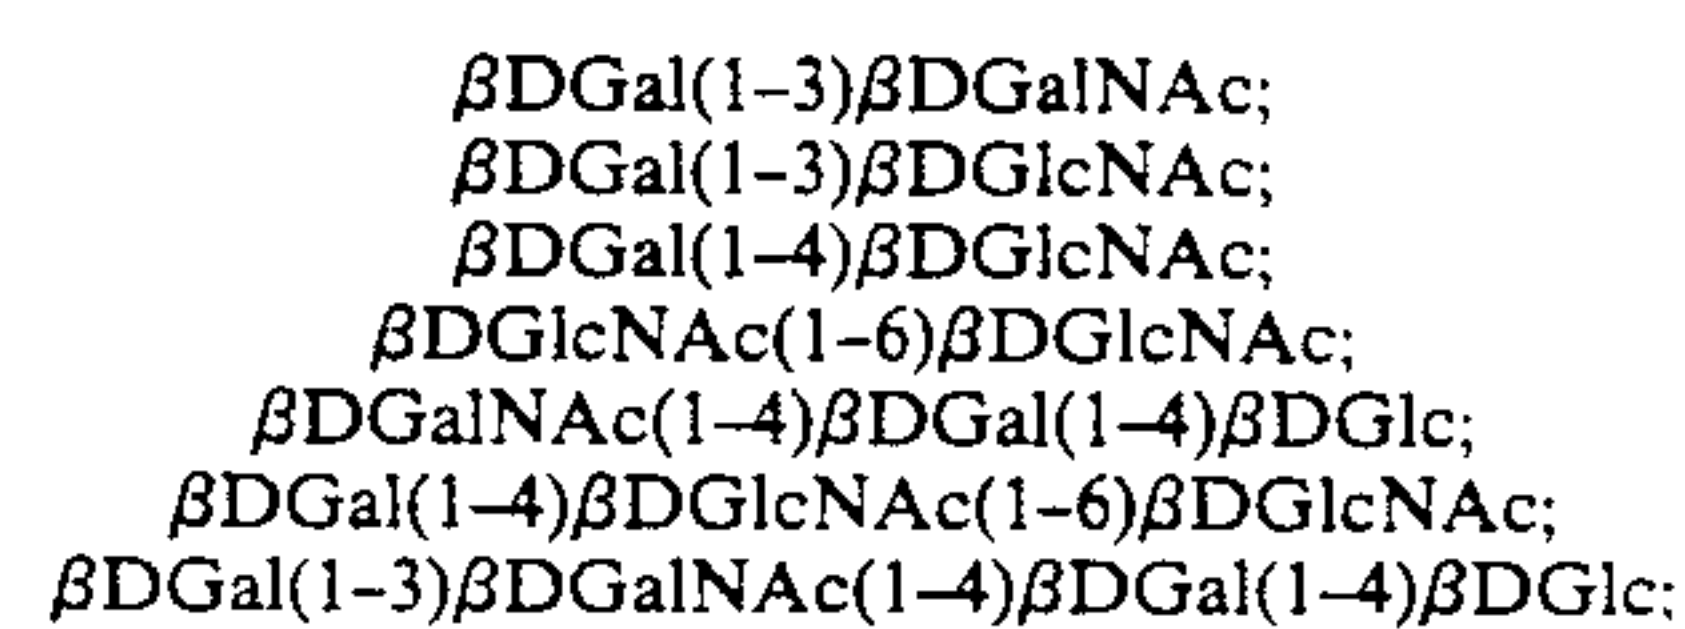 βDGal(1–3)βDGalNAc;
βDGal(1–3)βDGlcNAc;
βDGal(1–4)βDGlcNAc;
βDGlcNAc(1–6)βDGlcNAc;
βDGalNAc(1–4)βDGal(1–4)βDGlc;
βDGal(1–4)βDGlcNAc(1–6)βDGlcNAc;
βDGal(1–3)βDGalNAc(1–4)βDGal(1–4)βDGlc;